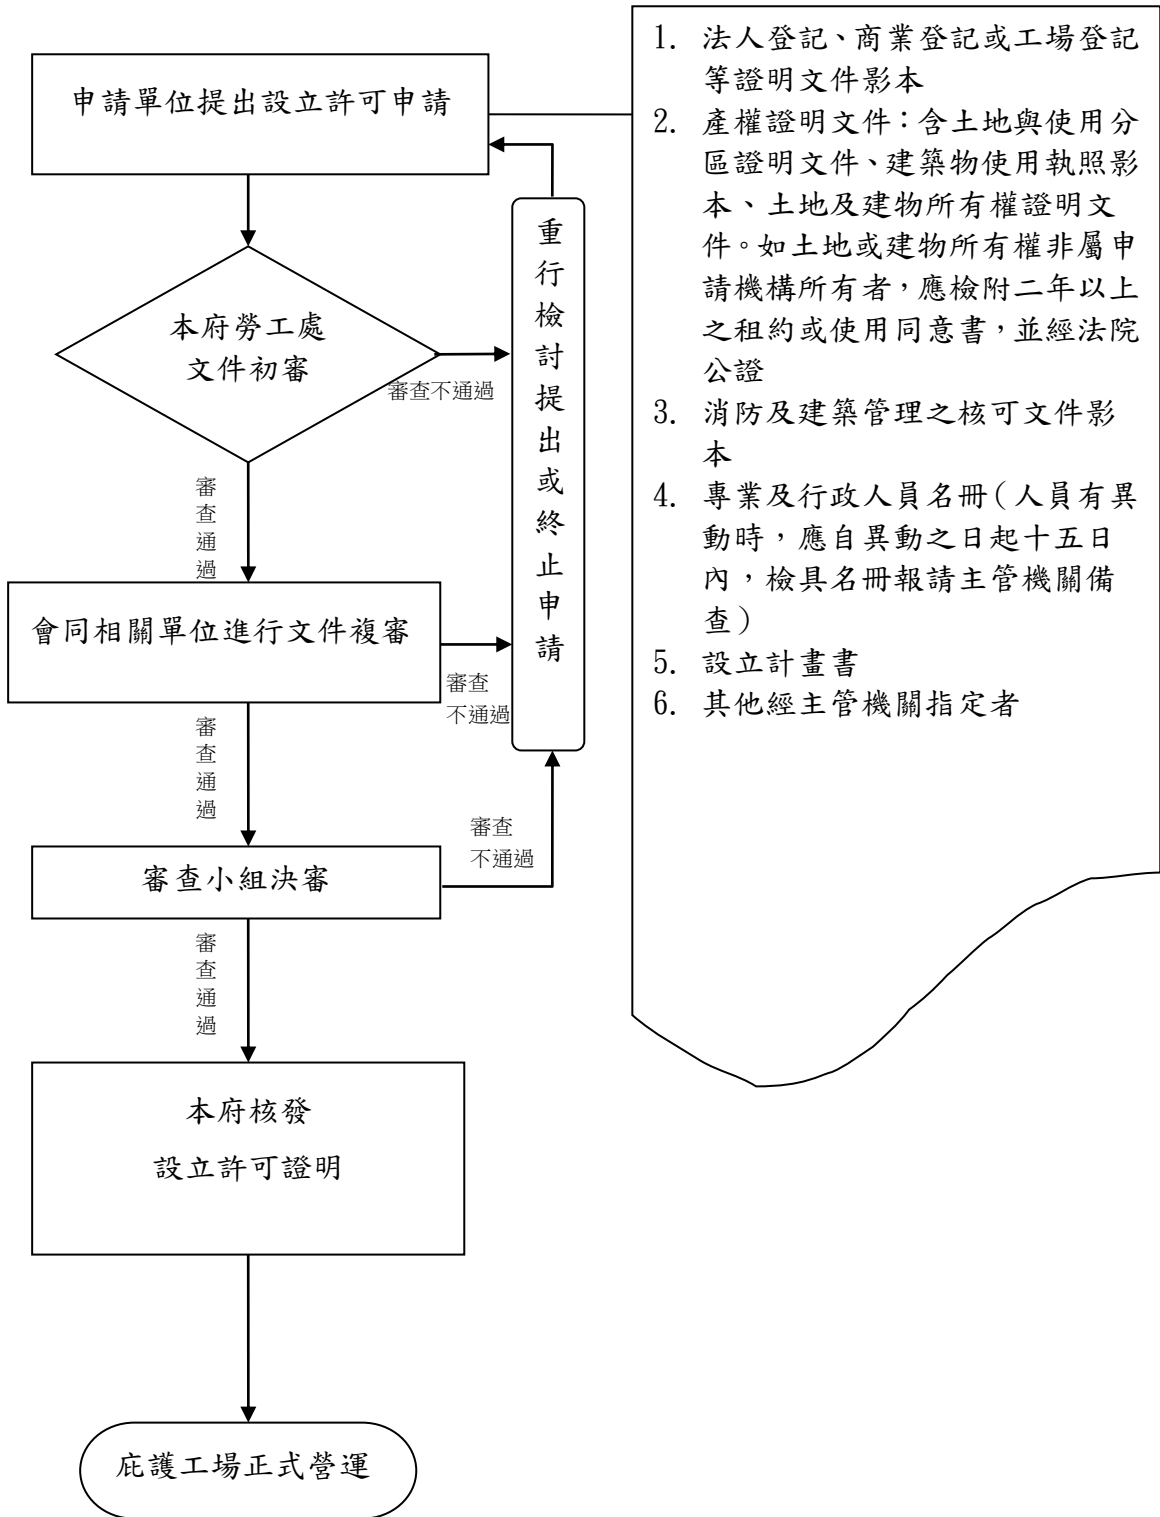 申請單位提出設立許可申請
本府勞工處
文件初審
審查不通過
審查通過
會同相關單位進行文件複審
審查
不通過
審查通過
審查小組決審
審查
不通過
審查通過
本府核發
設立許可證明
庇護工場正式營運
重行檢討提出或終止申請
1. 法人登記、商業登記或工場登記
等證明文件影本
2. 產權證明文件：含土地與使用分
區證明文件、建築物使用執照影
本、土地及建物所有權證明文
件。如土地或建物所有權非屬申
請機構所有者，應檢附二年以上
之租約或使用同意書，並經法院
公證
3. 消防及建築管理之核可文件影
本
4. 專業及行政人員名冊（人員有異
動時，應自異動之日起十五日
內，檢具名冊報請主管機關備
查）
5. 設立計畫書
6. 其他經主管機關指定者